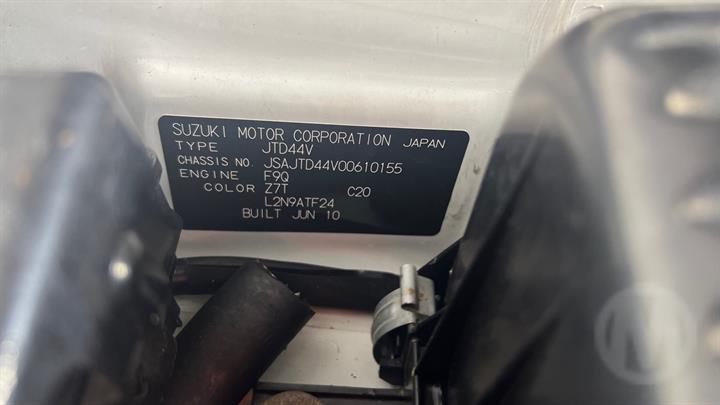 SUZUKI MOTOR CORPORATION JAPAN
TYPE JTD44V
CHASSIS NO. JSAJTD44V00610155
ENGINE F9Q
COLOR Z7T C20
L2N9ATF24
BUILT JUN 10
M